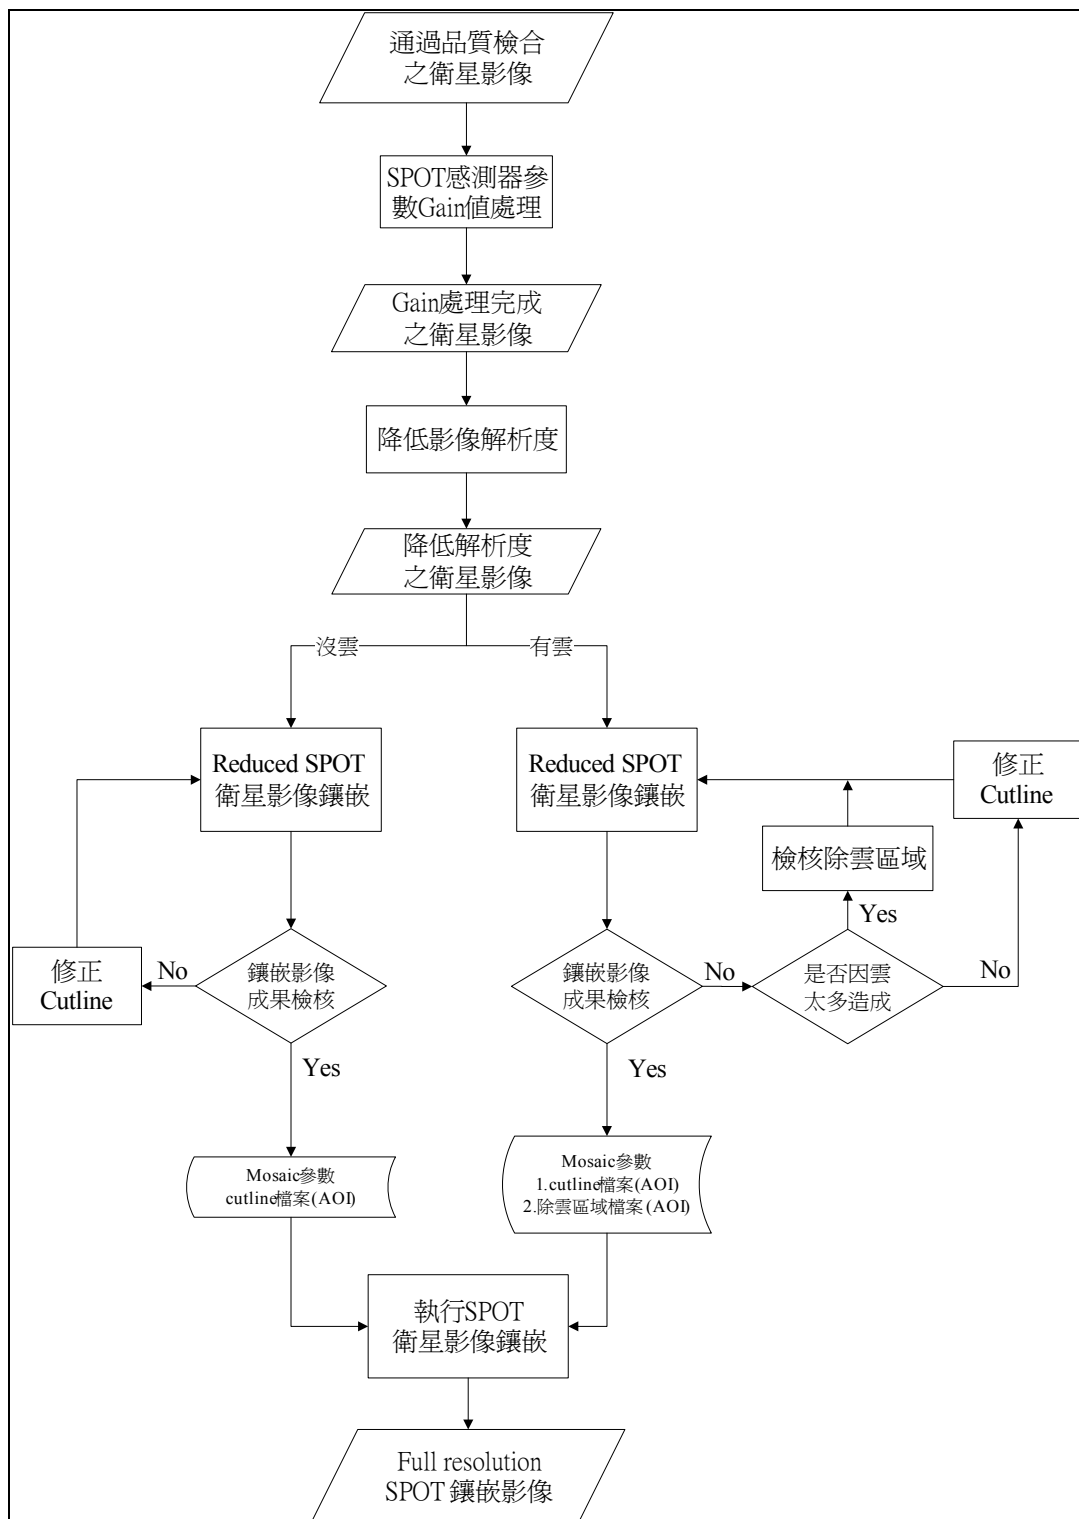 通過品質檢合
之衛星影像
SPOT感測器參
數Gain值處理
Gain處理完成
之衛星影像
降低影像解析度
降低解析度
之衛星影像
沒雲
有雲
Reduced SPOT
衛星影像鑲嵌
Reduced SPOT
衛星影像鑲嵌
修正
Cutline
檢核除雲區域
Yes
修正
Cutline
No
鑲嵌影像
成果檢核
鑲嵌影像
成果檢核
No
是否因雲
太多造成
No
Yes
Yes
Mosaic參數
cutline檔案(AOI)
Mosaic參數
1.cutline檔案(AOI)
2.除雲區域檔案(AOI)
執行SPOT
衛星影像鑲嵌
Full resolution
SPOT 鑲嵌影像